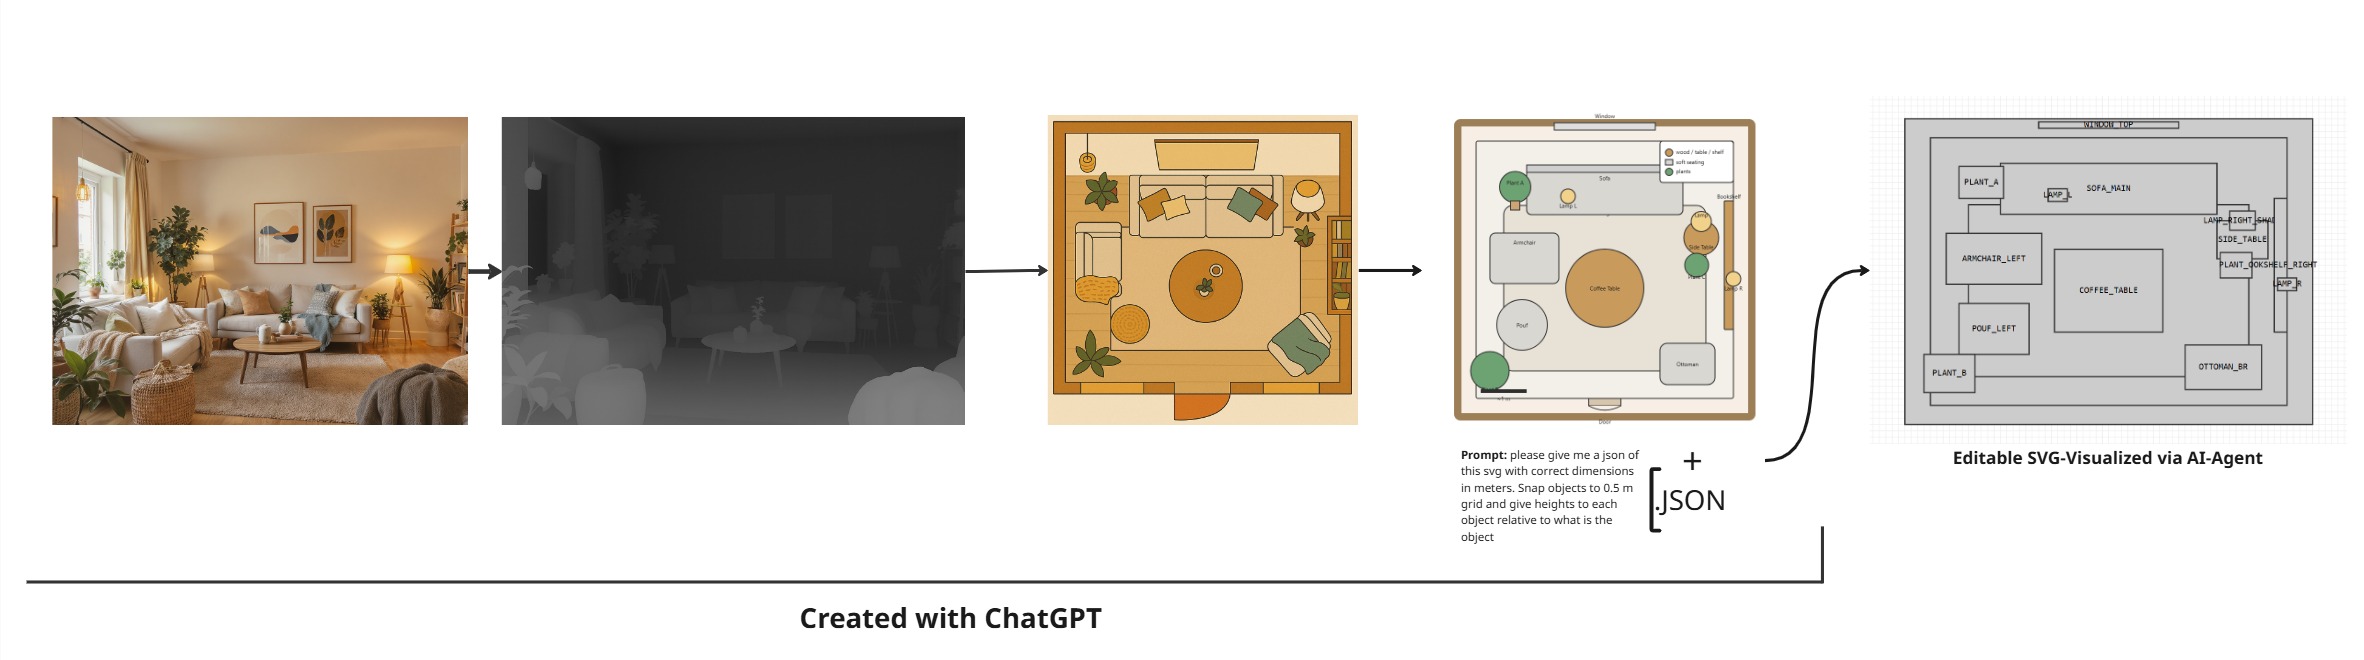 Window
wood / table / shelf
soft seating
plants
Sofa
Plant A
Lamp L
Bookshelf
Lamp
Armchair
Side Table
Coffee Table
Lamp R
Pouf
Ottoman
Door
Prompt: please give me a json of
this svg with correct dimensions
in meters. Snap objects to 0.5 m
grid and give heights to each
object relative to what is the
object
+
.JSON
WINDOW_TOP
PLANT_A
LAMP_L
SOFA_MAIN
LAMP_RIGHT_SHAD
SIDE_TABLE
ARMCHAIR_LEFT
PLANT_OOKSHELF_RIGHT
LAMP_R
COFFEE_TABLE
POUF_LEFT
PLANT_B
OTTOMAN_BR
Editable SVG-Visualized via AI-Agent
Created with ChatGPT